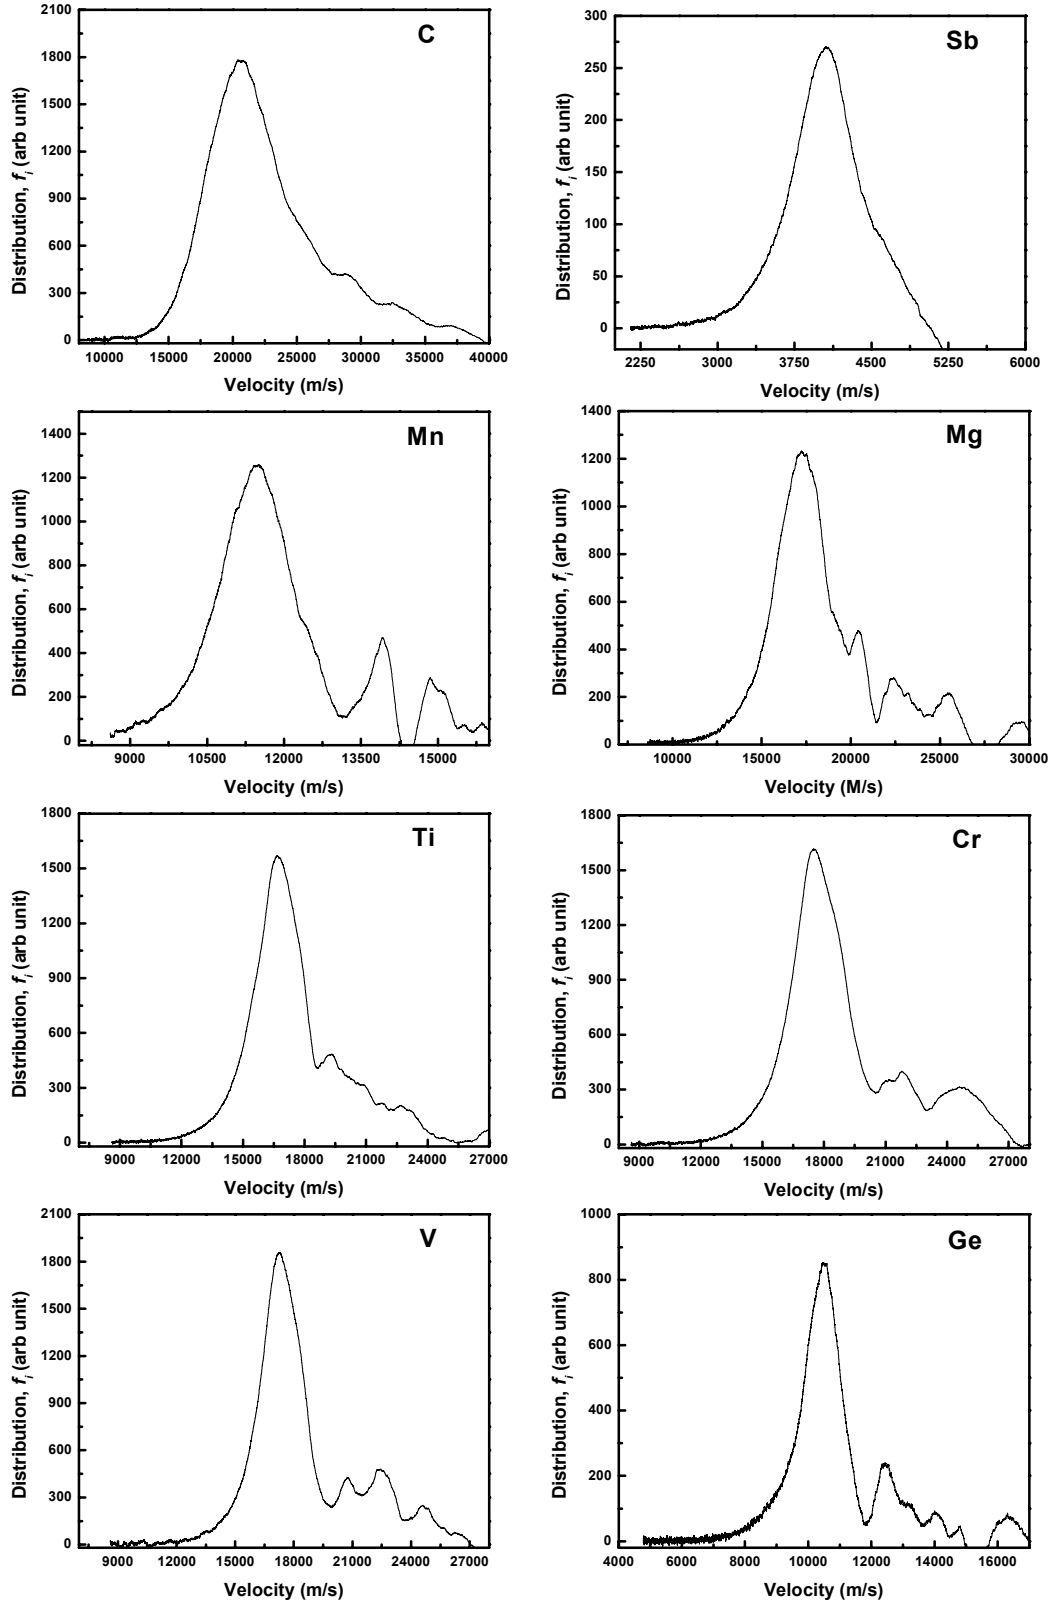 C
2100
1800
1500
1200
900
600
300
0
10000 15000 20000 25000 30000 35000 40000
Velocity (m/s)
Distribution, fi (arb unit)
Sb
300
250
200
150
100
50
0
2250 3000 3750 4500 5250 6000
Velocity (m/s)
Distribution, fi (arb unit)
Mn
1400
1200
1000
800
600
400
200
0
9000 10500 12000 13500 15000
Velocity (m/s)
Distribution, fi (arb unit)
Mg
1400
1200
1000
800
600
400
200
0
10000 15000 20000 25000 30000
Velocity (M/s)
Distribution, fi (arb unit)
Ti
1800
1500
1200
900
600
300
0
9000 12000 15000 18000 21000 24000 27000
Velocity (m/s)
Distribution, fi (arb unit)
Cr
1800
1500
1200
900
600
300
0
9000 12000 15000 18000 21000 24000 27000
Velocity (m/s)
Distribution, fi (arb unit)
V
2100
1800
1500
1200
900
600
300
0
9000 12000 15000 18000 21000 24000 27000
Velocity (m/s)
Distribution, fi (arb unit)
Ge
1000
800
600
400
200
0
4000 6000 8000 10000 12000 14000 16000
Velocity (m/s)
Distribution, fi (arb unit)